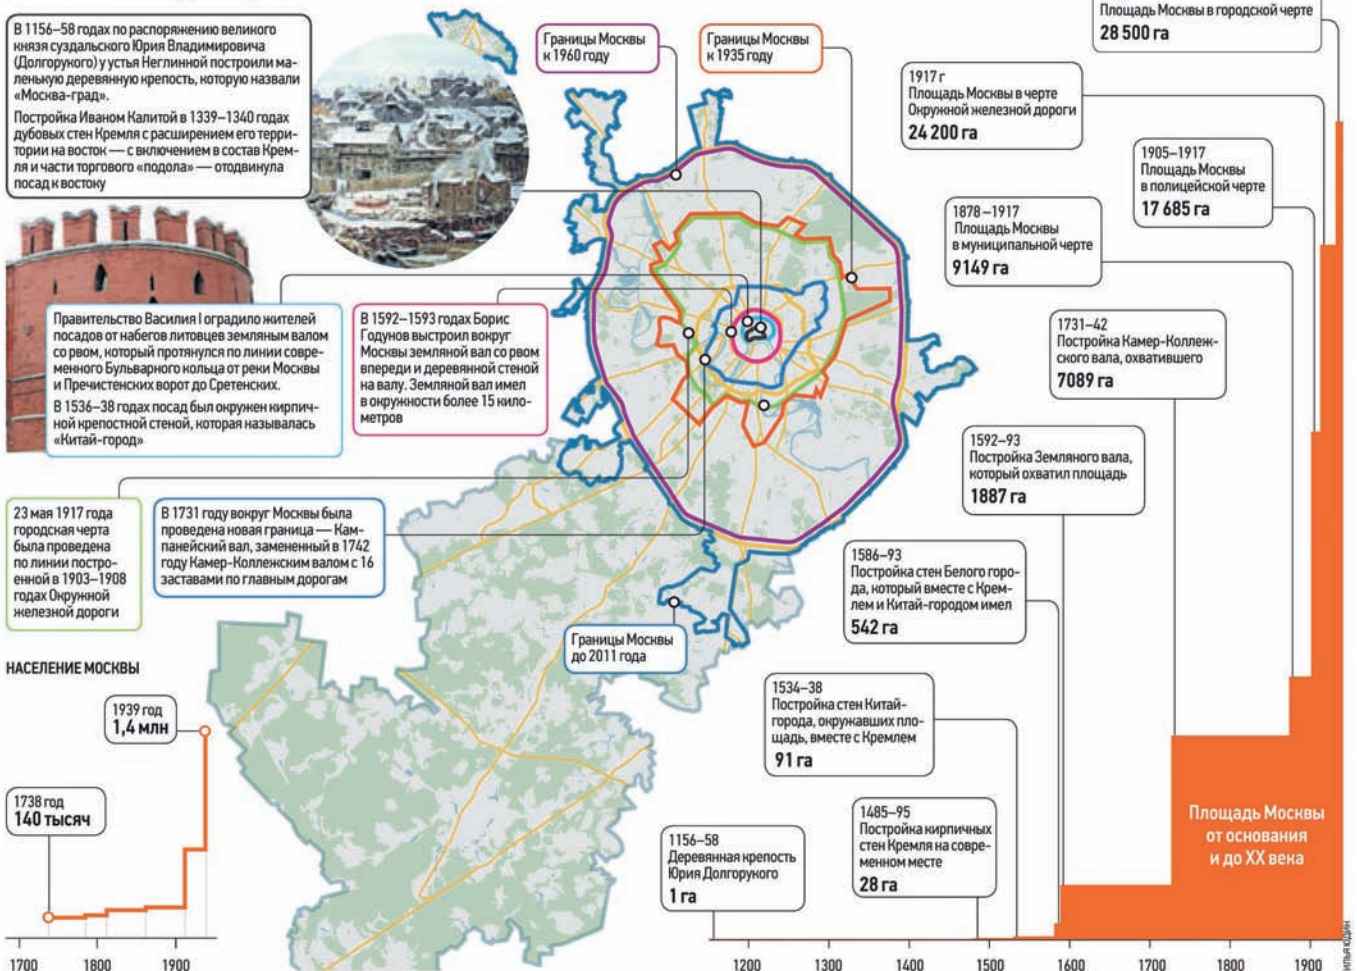 В 1156–58 годах по распоряжению великого
князя суздальского Юрия Владимировича
(Долгорукого) у устья Неглинной построили ма-
ленькую деревянную крепость, которую назвали
«Москва-град».
Постройка Иваном Калитой в 1339–1340 годах
дубовых стен Кремля с расширением его терри-
тории на восток — с включением в состав Крем-
ля и части торгового «подола» — отодвинула
посад к востоку
Границы Москвы
к 1960 году
Границы Москвы
к 1935 году
Площадь Москвы в городской черте
28 500 га
1917 г
Площадь Москвы в черте
Окружной железной дороги
24 200 га
1905–1917
Площадь Москвы
в полицейской черте
17 685 га
1878–1917
Площадь Москвы
в муниципальной черте
9149 га
Правительство Василия I оградило жителей
посадов от набегов литовцев земляным валом
со рвом, который протянулся по линии совре-
менного Бульварного кольца от реки Москвы
и Пречистенских ворот до Сретенских.
В 1536–38 годах посад был окружен кирпич-
ной крепостной стеной, которая называлась
«Китай-город»
В 1592–1593 годах Борис
Годунов выстроил вокруг
Москвы земляной вал со рвом
впереди и деревянной стеной
на валу. Земляной вал имел
в окружности более 15 кило-
метров
1731–42
Постройка Камер-Коллеж-
ского вала, охватившего
7089 га
1592–93
Постройка Земляного вала,
который охватил площадь
1887 га
23 мая 1917 года
городская черта
была проведена
по линии постро-
енной в 1903–1908
годах Окружной
железной дороги
В 1731 году вокруг Москвы была
проведена новая граница — Кам-
панейский вал, замененный в 1742
году Камер-Коллежским валом с 16
заставами по главным дорогам
1586–93
Постройка стен Белого горо-
да, который вместе с Крем-
лем и Китай-городом имел
542 га
Границы Москвы
до 2011 года
НАСЕЛЕНИЕ МОСКВЫ
1939 год
1,4 млн
1738 год
140 тысяч
1700 1800 1900
1534–38
Постройка стен Китай-
города, окружавших пло-
щадь, вместе с Кремлем
91 га
1485–95
Постройка кирпичных
стен Кремля на совре-
менном месте
28 га
1156–58
Деревянная крепость
Юрия Долгорукого
1 га
Площадь Москвы
от основания
и до XX века
1200 1300 1400 1500 1600 1700 1800 1900
ИЛЬЯ ЮДИН